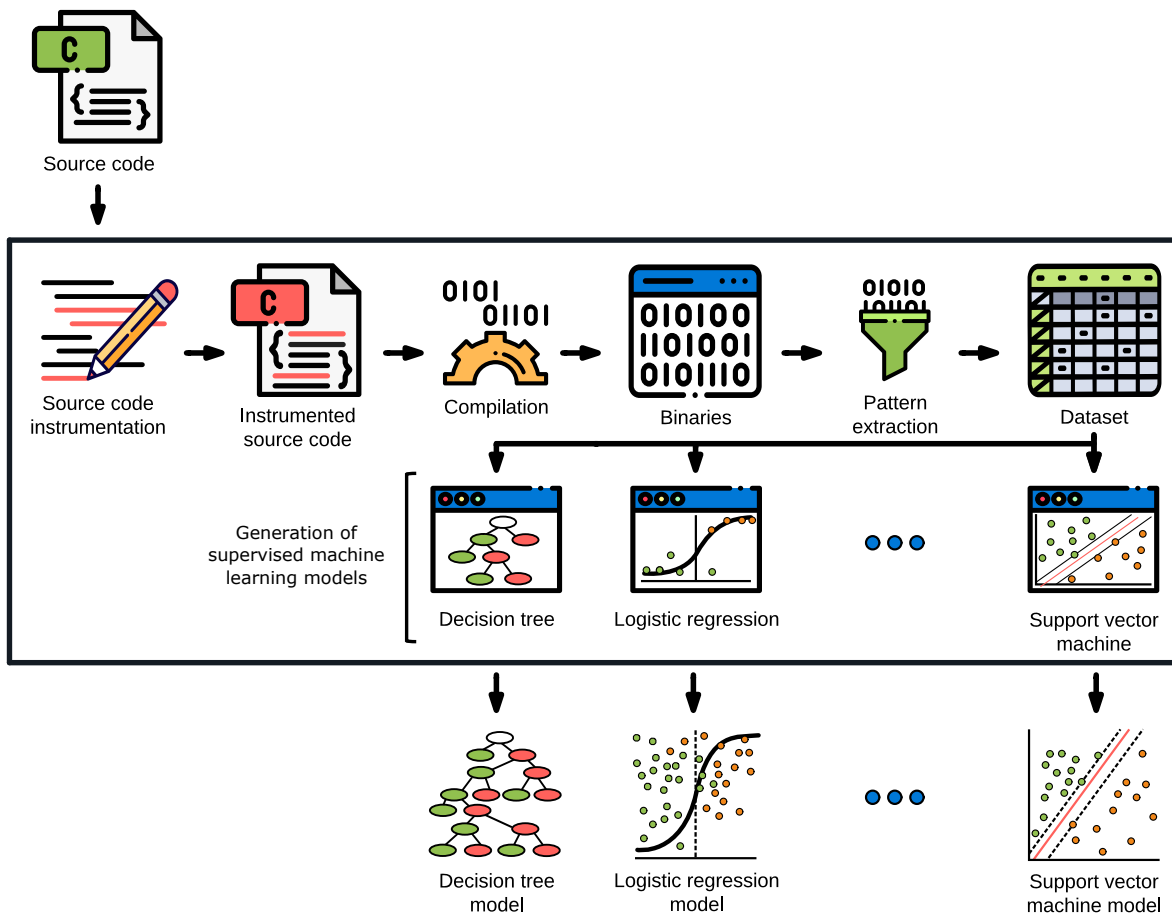 C
{ }
Source code
C
{ }
0101
01101
010100
1101001
0101110
01010
Source code
instrumentation
Instrumented
source code
Compilation
Binaries
Pattern
extraction
Dataset
Generation of
supervised machine
learning models
Decision tree
Logistic regression
Support vector
machine
Decision tree
model
Logistic regression
model
Support vector
machine model